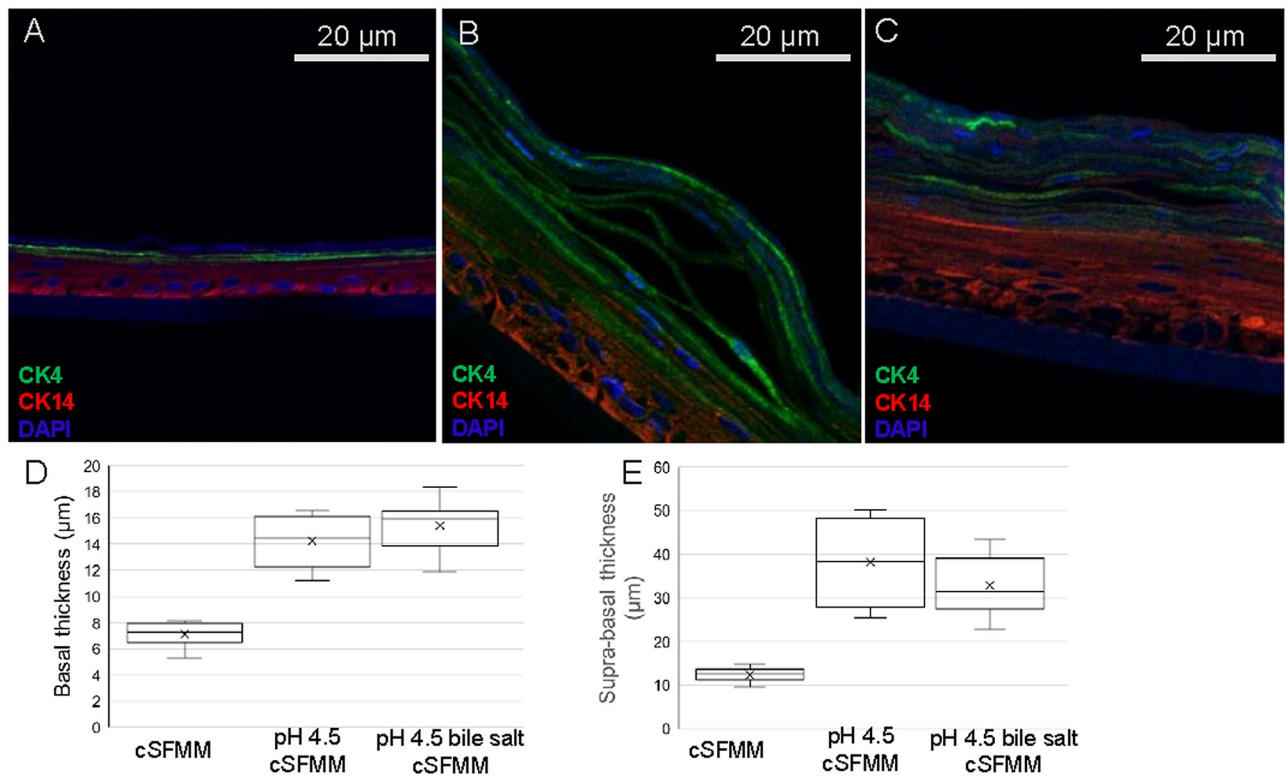 A
20 µm
CK4
CK14
DAPI
B
20 µm
CK4
CK14
DAPI
C
20 µm
CK4
CK14
DAPI
D
Basal thickness (µm)
20
18
16
14
12
10
8
6
4
2
0
cSFMM
pH 4.5
cSFMM
pH 4.5 bile salt
cSFMM
E
Supra-basal thickness
(µm)
60
50
40
30
20
10
0
cSFMM
pH 4.5
cSFMM
pH 4.5 bile salt
cSFMM